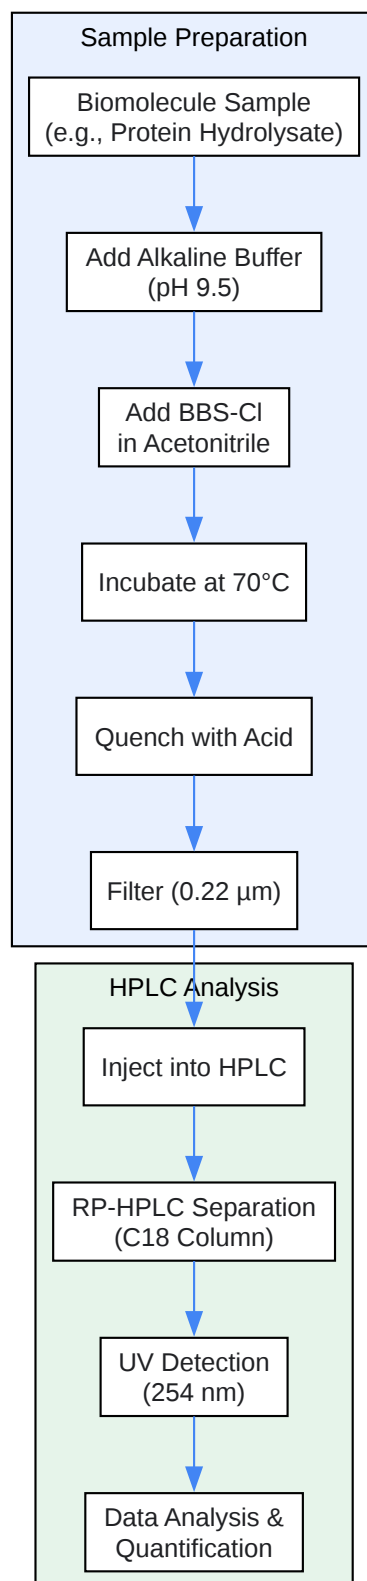 Sample Preparation
Biomolecule Sample
(e.g., Protein Hydrolysate)
Add Alkaline Buffer
(pH 9.5)
Add BBS-Cl
in Acetonitrile
Incubate at 70°C
Quench with Acid
Filter (0.22 µm)
HPLC Analysis
Inject into HPLC
RP-HPLC Separation
(C18 Column)
UV Detection
(254 nm)
Data Analysis &
Quantification